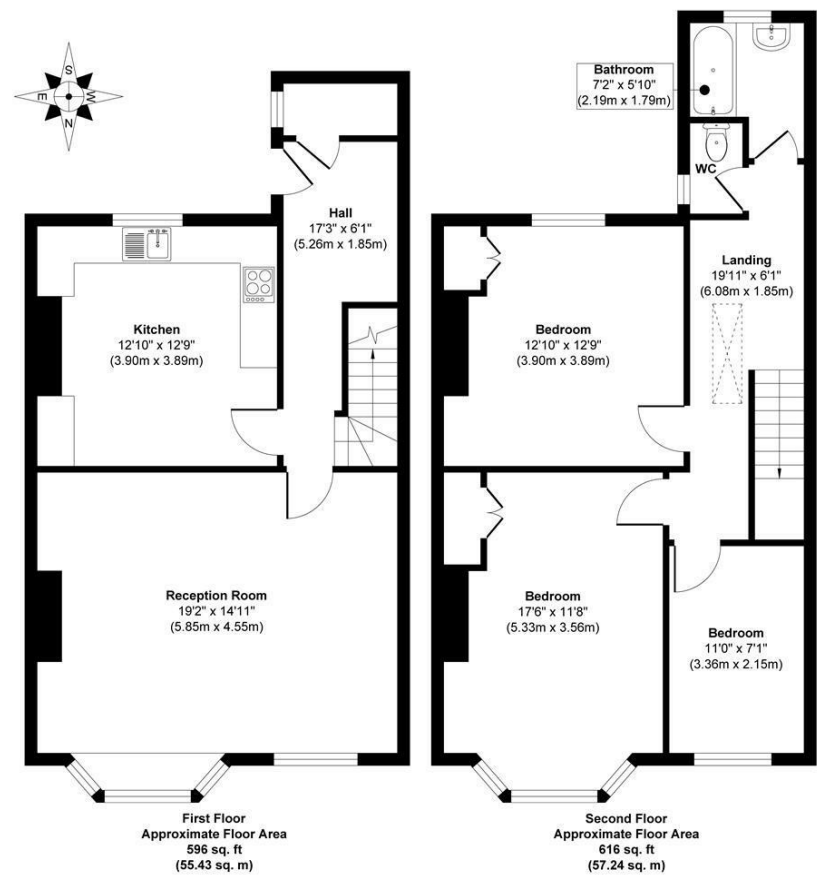 S
E
W
N
Hall
17'3" x 6'1"
(5.26m x 1.85m)
Kitchen
12'10" x 12'9"
(3.90m x 3.89m)
Reception Room
19'2" x 14'11"
(5.85m x 4.55m)
First Floor
Approximate Floor Area
596 sq. ft
(55.43 sq. m)
Bathroom
7'2" x 5'10"
(2.19m x 1.79m)
WC
Landing
19'11" x 6'1"
(6.08m x 1.85m)
Bedroom
12'10" x 12'9"
(3.90m x 3.89m)
Bedroom
17'6" x 11'8"
(5.33m x 3.56m)
Bedroom
11'0" x 7'1"
(3.36m x 2.15m)
Second Floor
Approximate Floor Area
616 sq. ft
(57.24 sq. m)